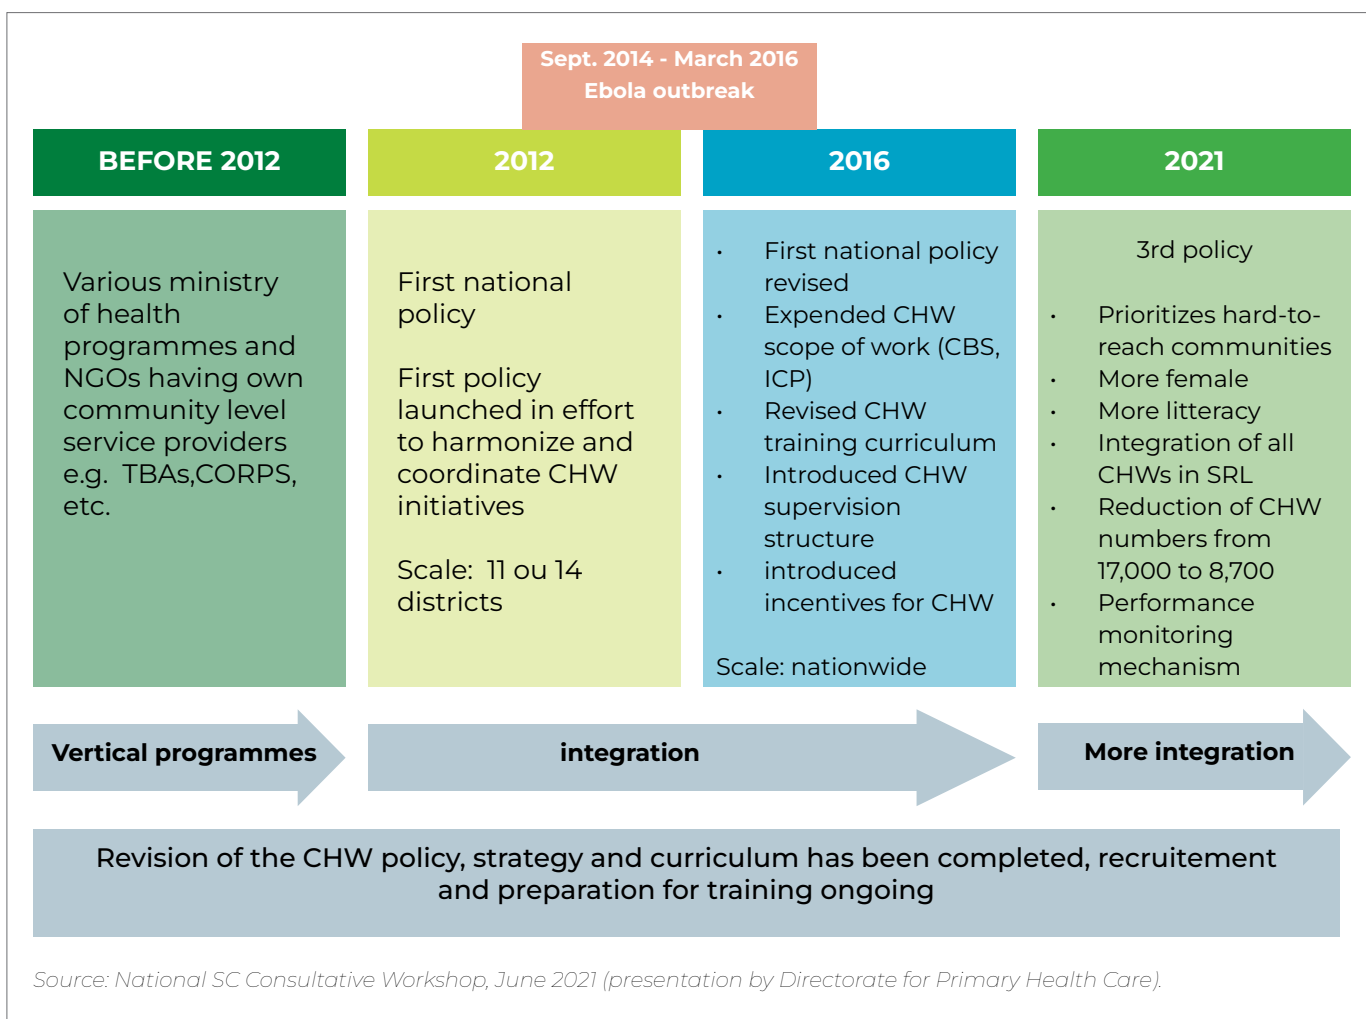 Sept. 2014 - March 2016
Ebola outbreak
BEFORE 2012
Various ministry
of health
programmes and
NGOs having own
community level
service providers
e.g. TBAs,CORPS,
etc.
2012
First national
policy
First policy
launched in effort
to harmonize and
coordinate CHW
initiatives
Scale: 11 ou 14
districts
2016
• First national policy
revised
• Expended CHW
scope of work (CBS,
ICP)
• Revised CHW
training curriculum
• Introduced CHW
supervision
structure
• introduced
incentives for CHW
Scale: nationwide
2021
3rd policy
• Prioritizes hard-to-
reach communities
• More female
• More litteracy
• Integration of all
CHWs in SRL
• Reduction of CHW
numbers from
17,000 to 8,700
• Performance
monitoring
mechanism
Vertical programmes
integration
More integration
Revision of the CHW policy, strategy and curriculum has been completed, recruitement
and preparation for training ongoing
Source: National SC Consultative Workshop, June 2021 (presentation by Directorate for Primary Health Care).